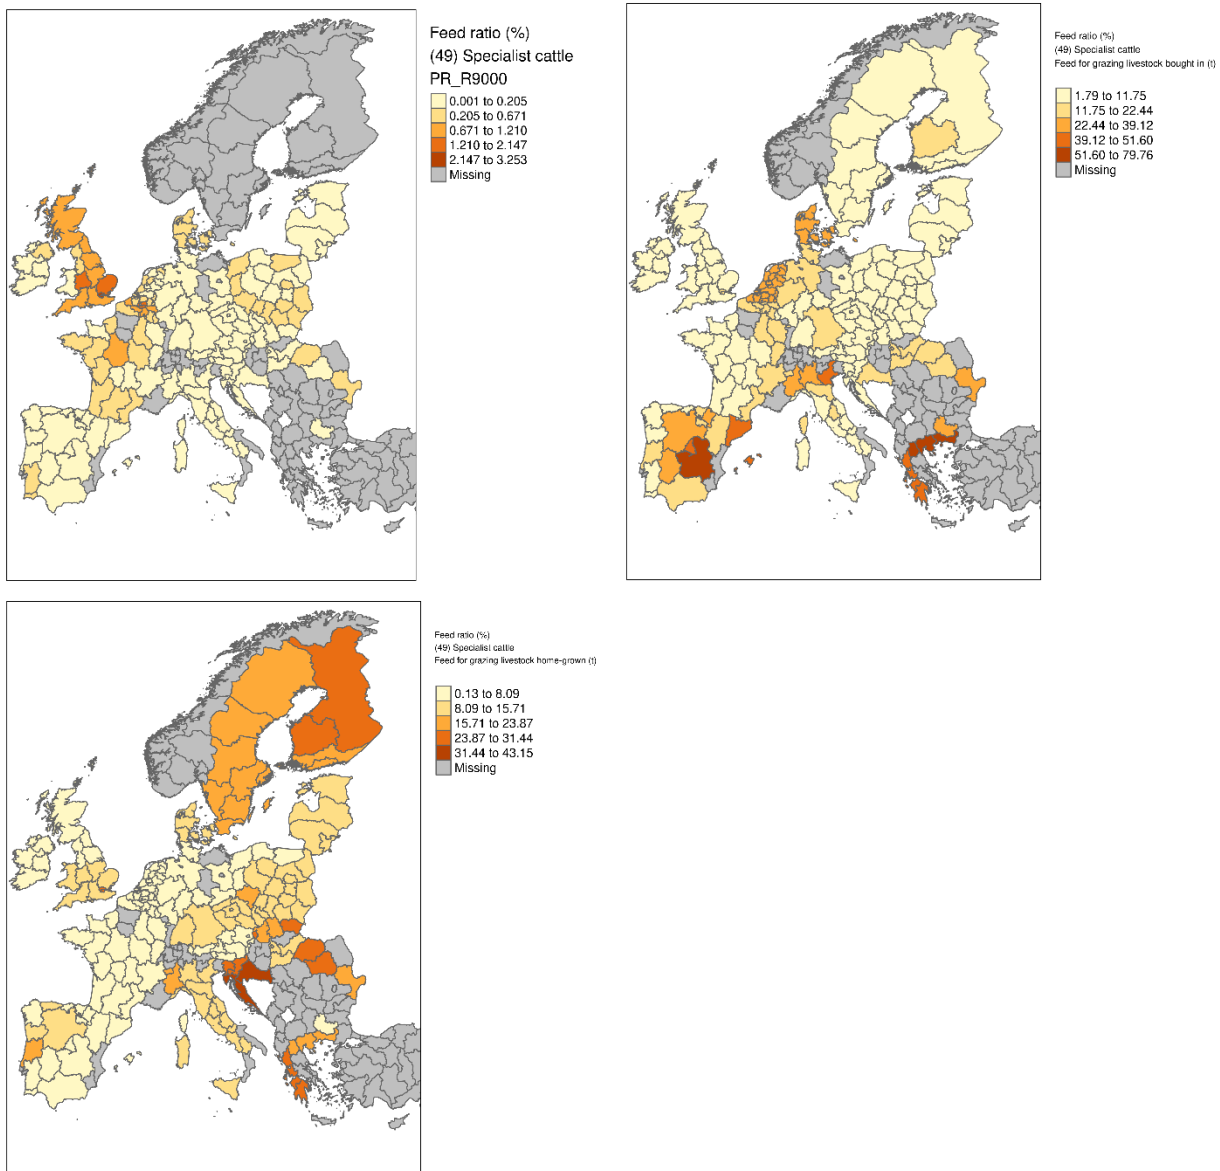 Feed ratio (%)
(49) Specialist cattle
PR_R9000
0.001 to 0.205
0.205 to 0.671
0.671 to 1.210
1.210 to 2.147
2.147 to 3.253
Missing
Feed ratio (%)
(49) Specialist cattle
Feed for grazing livestock bought in (t)
1.79 to 11.75
11.75 to 22.44
22.44 to 39.12
39.12 to 51.60
51.60 to 79.76
Missing
Feed ratio (%)
(49) Specialist cattle
Feed for grazing livestock home-grown (t)
0.13 to 8.09
8.09 to 15.71
15.71 to 23.87
23.87 to 31.44
31.44 to 43.15
Missing